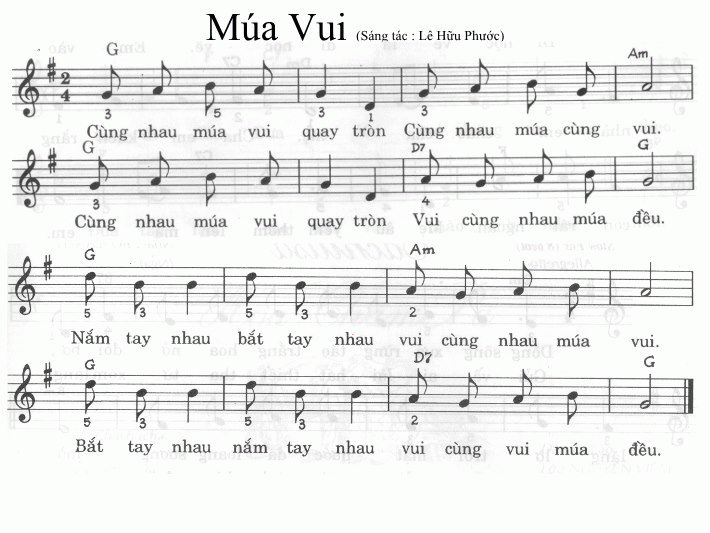 Múa Vui (Sáng tác : Lê Hữu Phước)
G Am
2
4
3 5 3 1 3
Cùng nhau múa vui quay tròn Cùng nhau múa cùng vui.
G D7 G
3 4
Cùng nhau múa vui quay tròn Vui cùng nhau múa đều.
G Am
5 3 5 3 2
Nắm tay nhau bắt tay nhau vui cùng nhau múa vui.
G D7 G
5 3 5 3 2
Bắt tay nhau nắm tay nhau vui cùng vui múa đều.